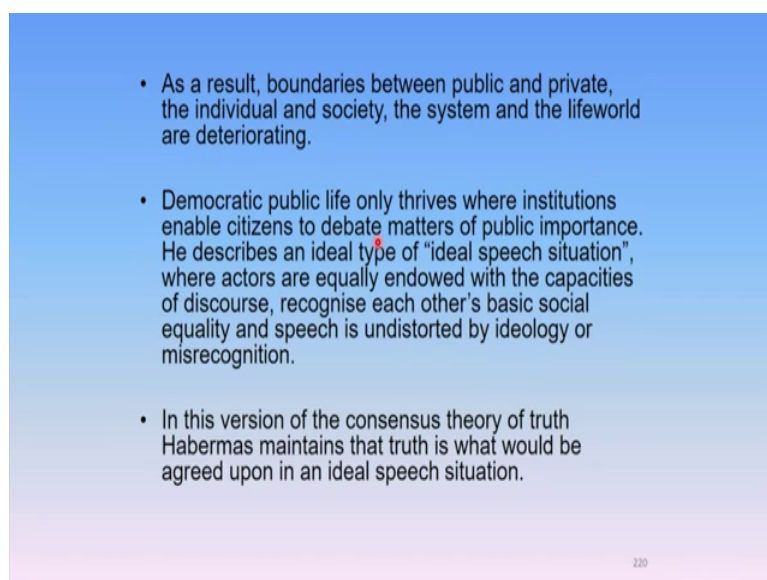 • As a result, boundaries between public and private,
the individual and society, the system and the lifeworld
are deteriorating.
• Democratic public life only thrives where institutions
enable citizens to debate matters of public importance.
He describes an ideal type of “ideal speech situation”,
where actors are equally endowed with the capacities
of discourse, recognise each other’s basic social
equality and speech is undistorted by ideology or
misrecognition.
• In this version of the consensus theory of truth
Habermas maintains that truth is what would be
agreed upon in an ideal speech situation.
220